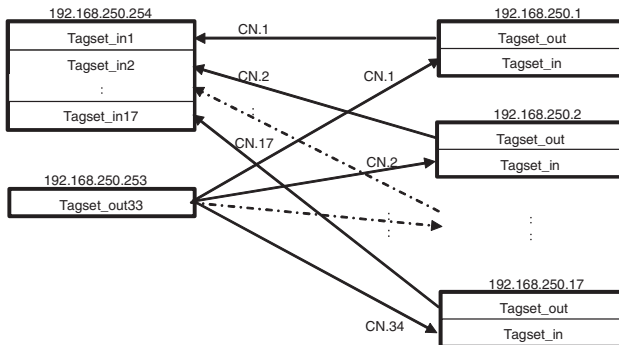 192.168.250.254
Tagset_in1
Tagset_in2
:
Tagset_in17
192.168.250.253
Tagset_out33
CN.1
CN.2
CN.1
:
CN.17
CN.2
:
:
CN.34
192.168.250.1
Tagset_out
Tagset_in
192.168.250.2
Tagset_out
Tagset_in
:
:
192.168.250.17
Tagset_out
Tagset_in